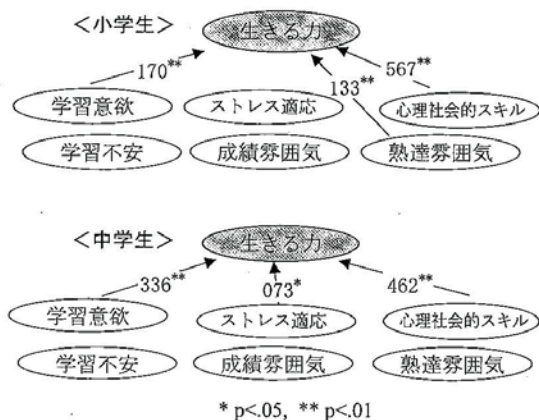 <小学生>
生きる力
170**
133**
567**
学習意欲
ストレス適応
心理社会的スキル
学習不安
成績雰囲気
熟達雰囲気
<中学生>
生きる力
336**
073*
462**
学習意欲
ストレス適応
心理社会的スキル
学習不安
成績雰囲気
熟達雰囲気
* p<.05, ** p<.01